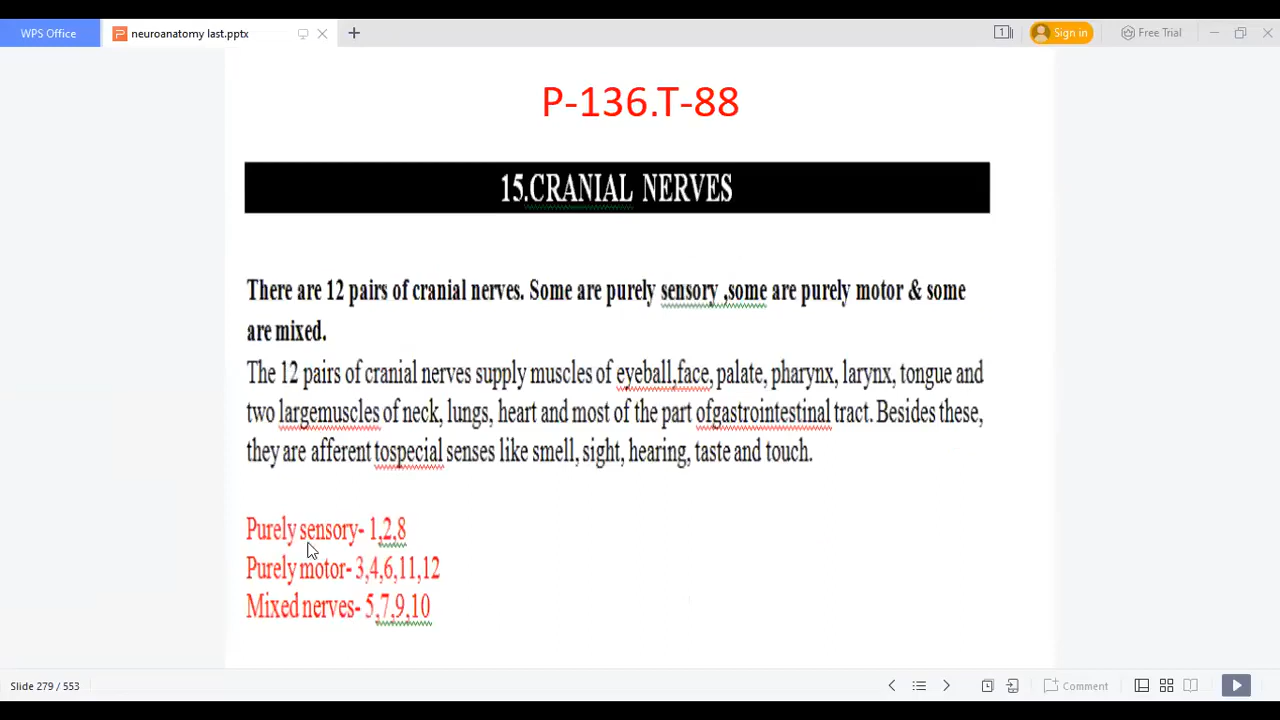 WPS Office
neuroanatomy last.pptx
1
Sign in
Free Trial
P-136.T-88
15.CRANIAL NERVES
There are 12 pairs of cranial nerves. Some are purely sensory ,some are purely motor & some
are mixed.
The 12 pairs of cranial nerves supply muscles of eyeball,face, palate, pharynx, larynx, tongue and
two largemuscles of neck, lungs, heart and most of the part ofgastrointestinal tract. Besides these,
they are afferent tospecial senses like smell, sight, hearing, taste and touch.
Purely sensory- 1,2,8
Purely motor- 3,4,6,11,12
Mixed nerves- 5,7,9,10
Slide 279 / 553
Comment